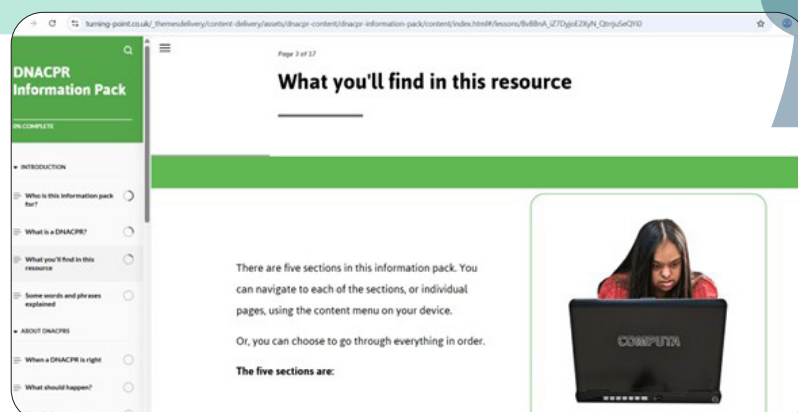 turning-point.co.uk/_themesdelivery/content-delivery/assets/dnacpr-content/dnacpr-information-pack/content/index.html#/lessons/
DNACPR
Information Pack
0% COMPLETE
INTRODUCTION
Who is this information pack
for?
What is a DNACPR?
What you'll find in this
resource
Some words and phrases
explained
ABOUT DNACPRS
When a DNACPR is right
What should happen?
Page 3 of 17
What you'll find in this resource
There are five sections in this information pack. You
can navigate to each of the sections, or individual
pages, using the content menu on your device.
Or, you can choose to go through everything in order.
The five sections are:
COMPUTA